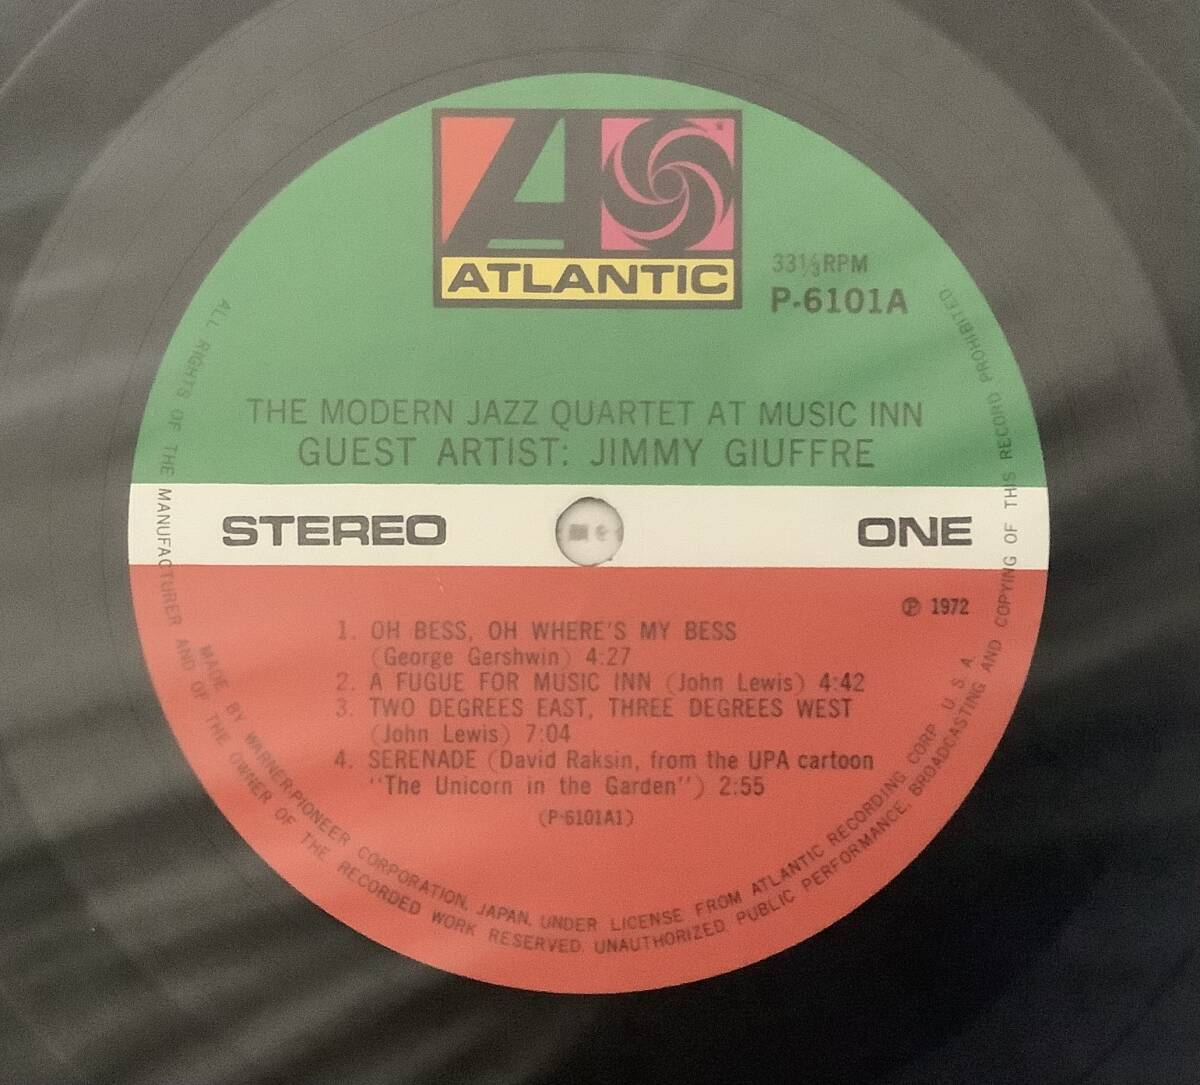 ATLANTIC
33⅓RPM
P-6101A
THE MODERN JAZZ QUARTET AT MUSIC INN
GUEST ARTIST: JIMMY GIUFFRE
STEREO
ONE
℗ 1972
1. OH BESS, OH WHERE'S MY BESS
(George Gershwin) 4:27
2. A FUGUE FOR MUSIC INN (John Lewis) 4:42
3. TWO DEGREES EAST, THREE DEGREES WEST
(John Lewis) 7:04
4. SERENADE (David Raksin, from the UPA cartoon
"The Unicorn in the Garden") 2:55
(P-6101A1)
MADE BY WARNER-PIONEER CORPORATION, JAPAN, UNDER LICENSE FROM ATLANTIC RECORDING CORP. U. S. A.
ALL RIGHTS OF THE MANUFACTURER AND OF THE OWNER OF THE RECORDED WORK RESERVED. UNAUTHORIZED PUBLIC PERFORMANCE, BROADCASTING AND COPYING OF THIS RECORD PROHIBITED.